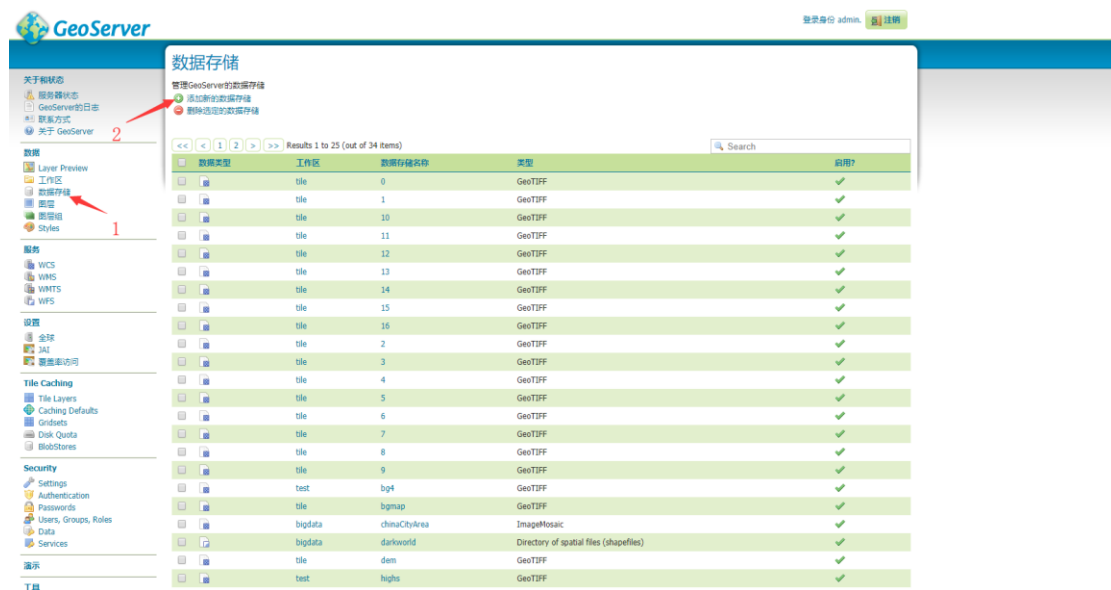 GeoServer
登录身份 admin.
注销
关于和状态
服务器状态
GeoServer的日志
联系方式
关于 GeoServer
数据
Layer Preview
工作区
数据存储
图层
图层组
Styles
服务
WCS
WMS
WMTS
WFS
设置
全球
JAI
覆盖率访问
Tile Caching
Tile Layers
Caching Defaults
Gridsets
Disk Quota
BlobStores
Security
Settings
Authentication
Passwords
Users, Groups, Roles
Data
Services
演示
工具
1
2
数据存储
管理GeoServer的数据存储
添加新的数据存储
删除选定的数据存储
<< < 1 2 > >> Results 1 to 25 (out of 34 items)
Search
数据类型 工作区 数据存储名称 类型 启用?
tile 0 GeoTIFF
tile 1 GeoTIFF
tile 10 GeoTIFF
tile 11 GeoTIFF
tile 12 GeoTIFF
tile 13 GeoTIFF
tile 14 GeoTIFF
tile 15 GeoTIFF
tile 16 GeoTIFF
tile 2 GeoTIFF
tile 3 GeoTIFF
tile 4 GeoTIFF
tile 5 GeoTIFF
tile 6 GeoTIFF
tile 7 GeoTIFF
tile 8 GeoTIFF
tile 9 GeoTIFF
test bg4 GeoTIFF
tile bgmap GeoTIFF
bigdata chinaCityArea ImageMosaic
bigdata darkworld Directory of spatial files (shapefiles)
tile dem GeoTIFF
test highs GeoTIFF